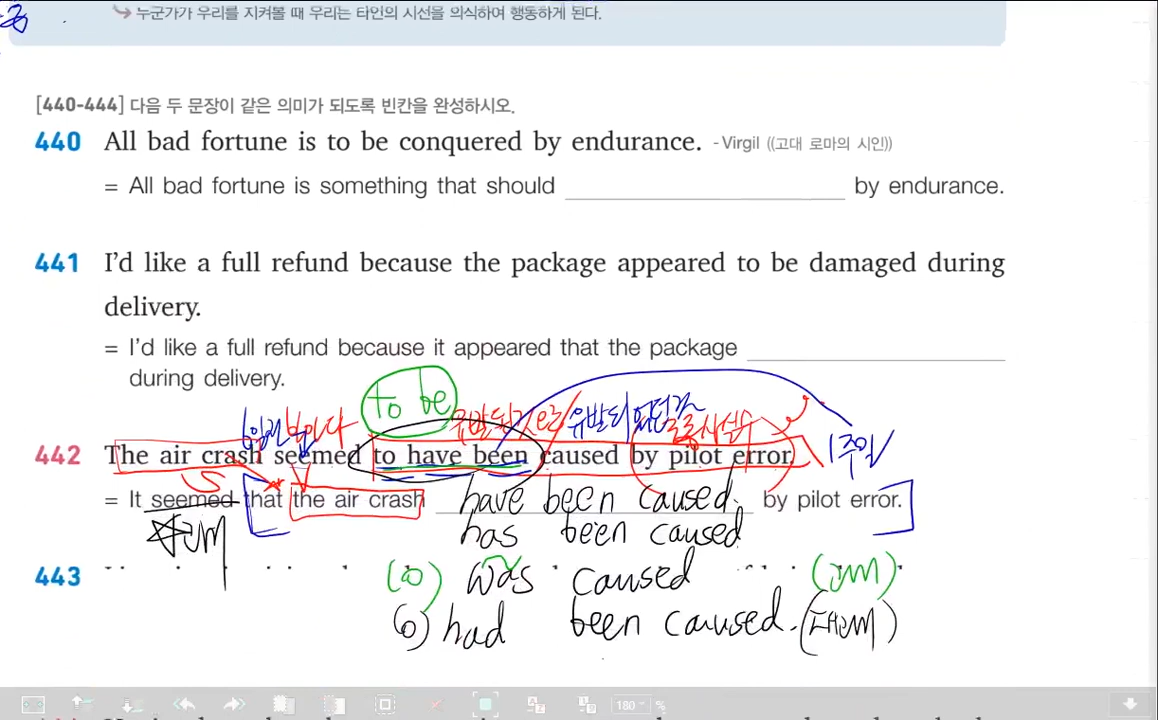 ↪ 누군가가 우리를 지켜볼 때 우리는 타인의 시선을 의식하여 행동하게 된다.
[440-444] 다음 두 문장이 같은 의미가 되도록 빈칸을 완성하시오.
440 All bad fortune is to be conquered by endurance. - Virgil ((고대 로마의 시인))
= All bad fortune is something that should by endurance.
441 I'd like a full refund because the package appeared to be damaged during
delivery.
= I'd like a full refund because it appeared that the package
during delivery.
to be
442 The air crash seemed to have been caused by pilot error.
S V
= It seemed that the air crash have been caused. by pilot error.
has been caused
443
(o) was caused
(o) had been caused.
180 %